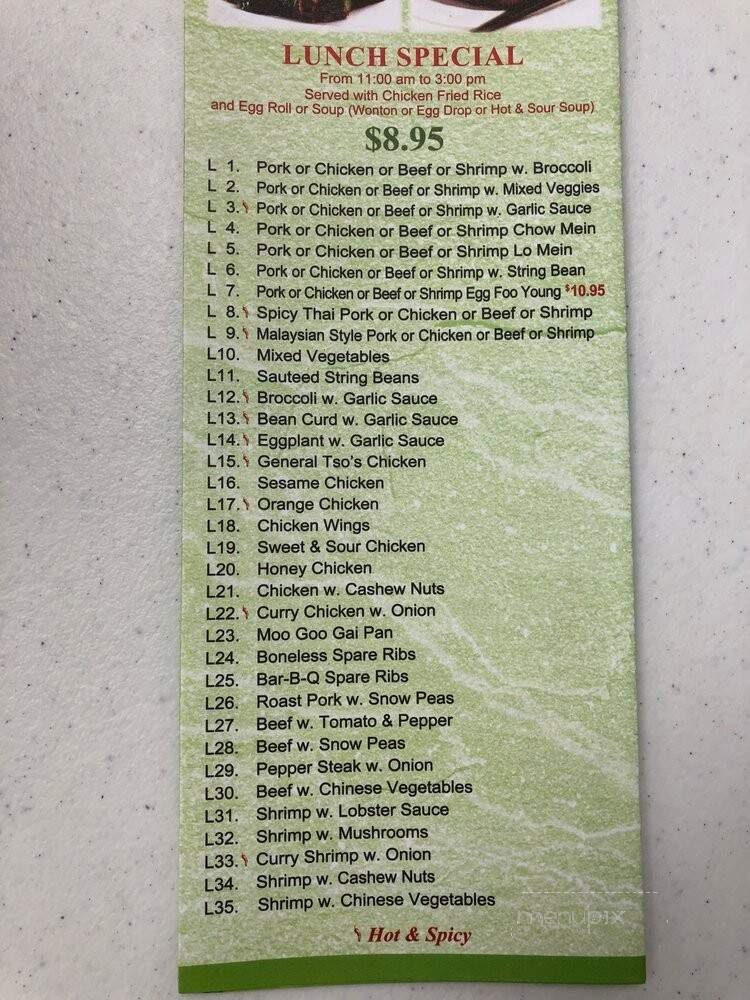 LUNCH SPECIAL
From 11:00 am to 3:00 pm
Served with Chicken Fried Rice
and Egg Roll or Soup (Wonton or Egg Drop or Hot & Sour Soup)
$8.95
L 1. Pork or Chicken or Beef or Shrimp w. Broccoli
L 2. Pork or Chicken or Beef or Shrimp w. Mixed Veggies
L 3. Pork or Chicken or Beef or Shrimp w. Garlic Sauce
L 4. Pork or Chicken or Beef or Shrimp Chow Mein
L 5. Pork or Chicken or Beef or Shrimp Lo Mein
L 6. Pork or Chicken or Beef or Shrimp w. String Bean
L 7. Pork or Chicken or Beef or Shrimp Egg Foo Young $10.95
L 8. Spicy Thai Pork or Chicken or Beef or Shrimp
L 9. Malaysian Style Pork or Chicken or Beef or Shrimp
L10. Mixed Vegetables
L11. Sauteed String Beans
L12. Broccoli w. Garlic Sauce
L13. Bean Curd w. Garlic Sauce
L14. Eggplant w. Garlic Sauce
L15. General Tso's Chicken
L16. Sesame Chicken
L17. Orange Chicken
L18. Chicken Wings
L19. Sweet & Sour Chicken
L20. Honey Chicken
L21. Chicken w. Cashew Nuts
L22. Curry Chicken w. Onion
L23. Moo Goo Gai Pan
L24. Boneless Spare Ribs
L25. Bar-B-Q Spare Ribs
L26. Roast Pork w. Snow Peas
L27. Beef w. Tomato & Pepper
L28. Beef w. Snow Peas
L29. Pepper Steak w. Onion
L30. Beef w. Chinese Vegetables
L31. Shrimp w. Lobster Sauce
L32. Shrimp w. Mushrooms
L33. Curry Shrimp w. Onion
L34. Shrimp w. Cashew Nuts
L35. Shrimp w. Chinese Vegetables
menupix
Hot & Spicy